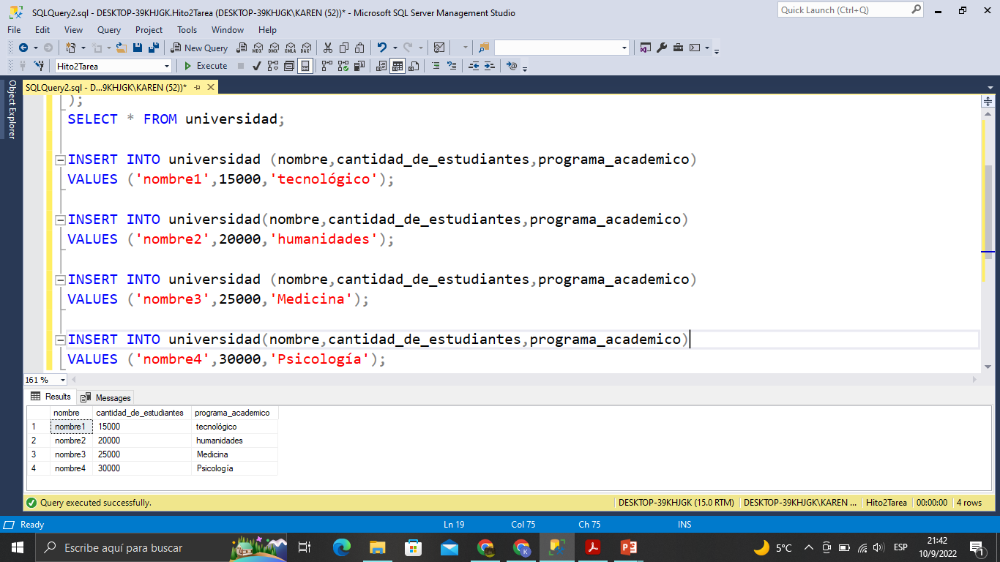 SQLQuery2.sql - DESKTOP-39KHJGK.Hito2Tarea (DESKTOP-39KHJGK\KAREN (52))* - Microsoft SQL Server Management Studio
Quick Launch (Ctrl+Q)
File Edit View Query Project Tools Window Help
New Query MDX DMX XMLA DAX
Hito2Tarea Execute
Object Explorer
SQLQuery2.sql - D...9KHJGK\KAREN (52))*
);
SELECT * FROM universidad;
INSERT INTO universidad (nombre,cantidad_de_estudiantes,programa_academico)
VALUES ('nombre1',15000,'tecnológico');
INSERT INTO universidad(nombre,cantidad_de_estudiantes,programa_academico)
VALUES ('nombre2',20000,'humanidades');
INSERT INTO universidad (nombre,cantidad_de_estudiantes,programa_academico)
VALUES ('nombre3',25000,'Medicina');
INSERT INTO universidad(nombre,cantidad_de_estudiantes,programa_academico)
VALUES ('nombre4',30000,'Psicología');
161 %
Results Messages
nombre cantidad_de_estudiantes programa_academico
1 nombre1 15000 tecnológico
2 nombre2 20000 humanidades
3 nombre3 25000 Medicina
4 nombre4 30000 Psicología
Query executed successfully. DESKTOP-39KHJGK (15.0 RTM) DESKTOP-39KHJGK\KAREN ... Hito2Tarea 00:00:00 4 rows
Ready Ln 19 Col 75 Ch 75 INS
Escribe aquí para buscar 5°C ESP 21:42
10/9/2022 1